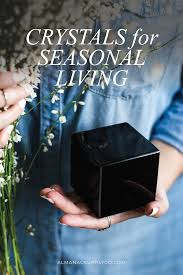 CRYSTALS for
SEASONAL
LIVING
ALMANACSUPPLYCO.COM